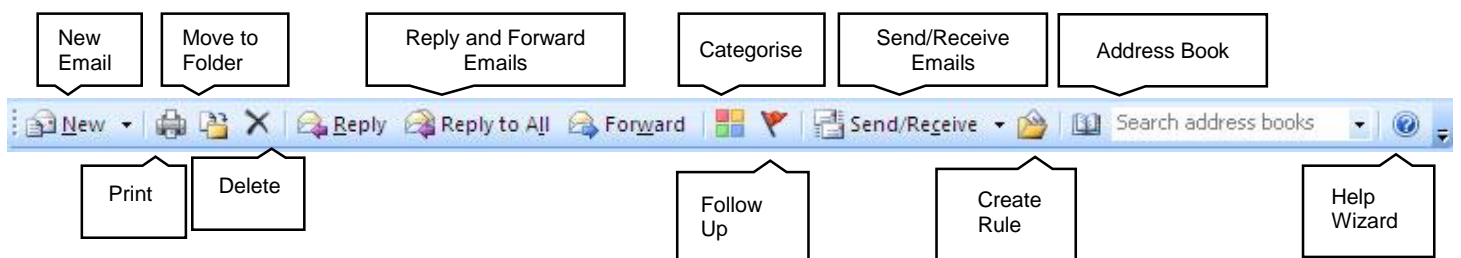 New
Email
Move to
Folder
Reply and Forward
Emails
Categorise
Send/Receive
Emails
Address Book
New
Reply
Reply to All
Forward
Send/Receive
Search address books
Print
Delete
Follow
Up
Create
Rule
Help
Wizard